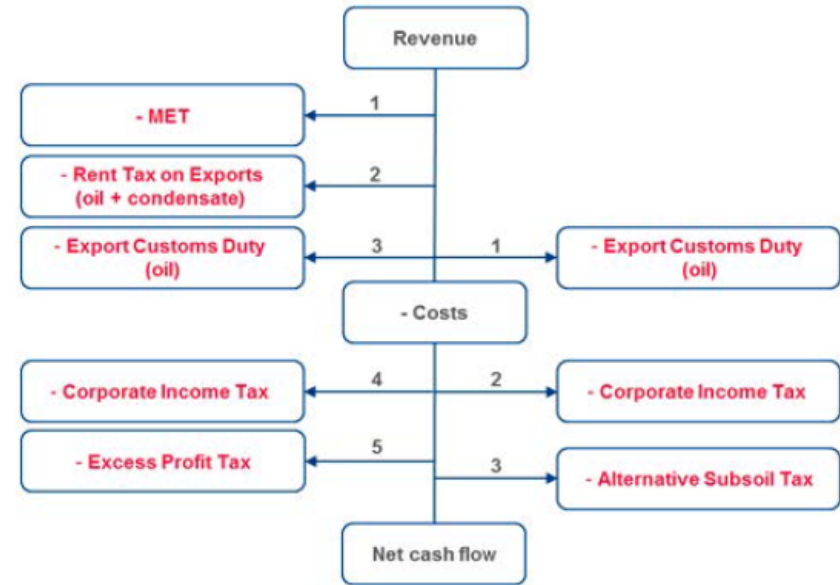 Revenue
- MET
1
- Rent Tax on Exports
(oil + condensate)
2
- Export Customs Duty
(oil)
3
1
- Export Customs Duty
(oil)
- Costs
- Corporate Income Tax
4
2
- Corporate Income Tax
- Excess Profit Tax
5
3
- Alternative Subsoil Tax
Net cash flow